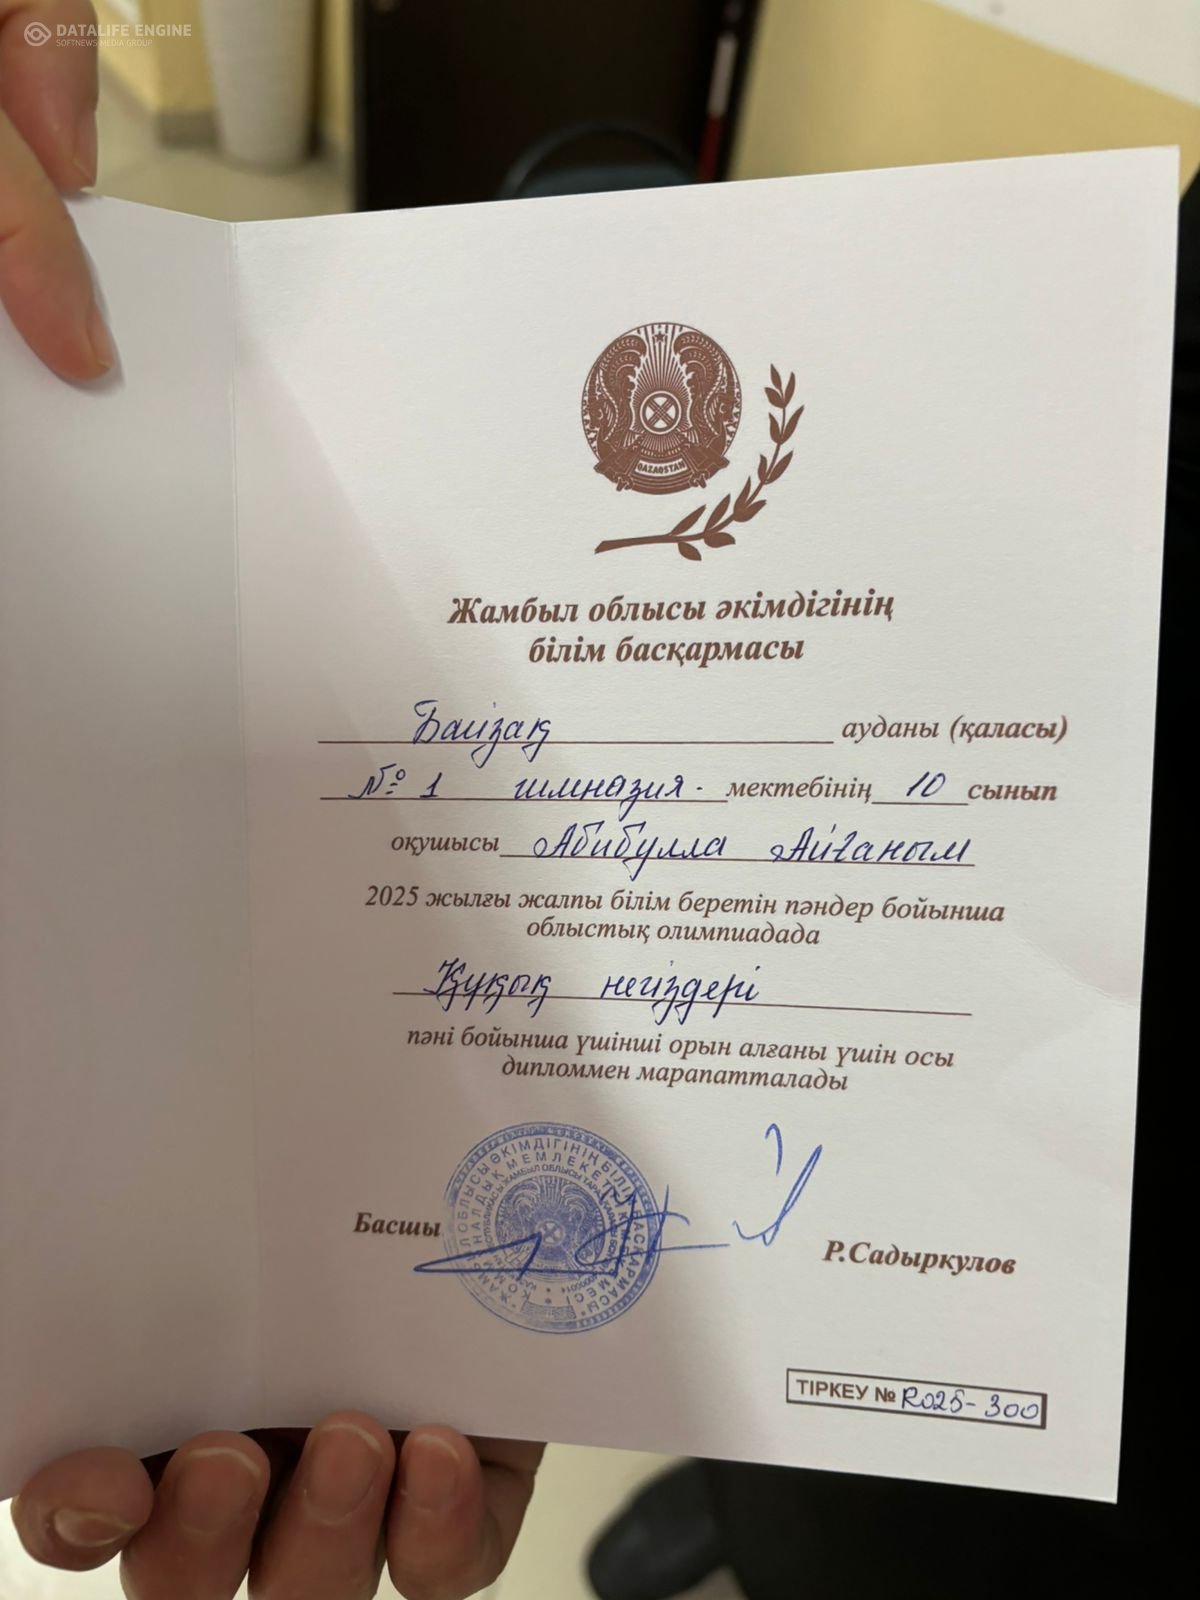 DATALIFE ENGINE
SOFTNEWS MEDIA GROUP
QAZAQSTAN
Жамбыл облысы әкімдігінің
білім басқармасы
Байзақ ауданы (қаласы)
№ 1 гимназия - мектебінің 10 сынып
оқушысы Абибулла Айғаным
2025 жылғы жалпы білім беретін пәндер бойынша
облыстық олимпиадада
Құқық негіздері
пәні бойынша үшінші орын алғаны үшін осы
дипломмен марапатталады
Басшы
Р.Садыркулов
ТІРКЕУ № R025-300